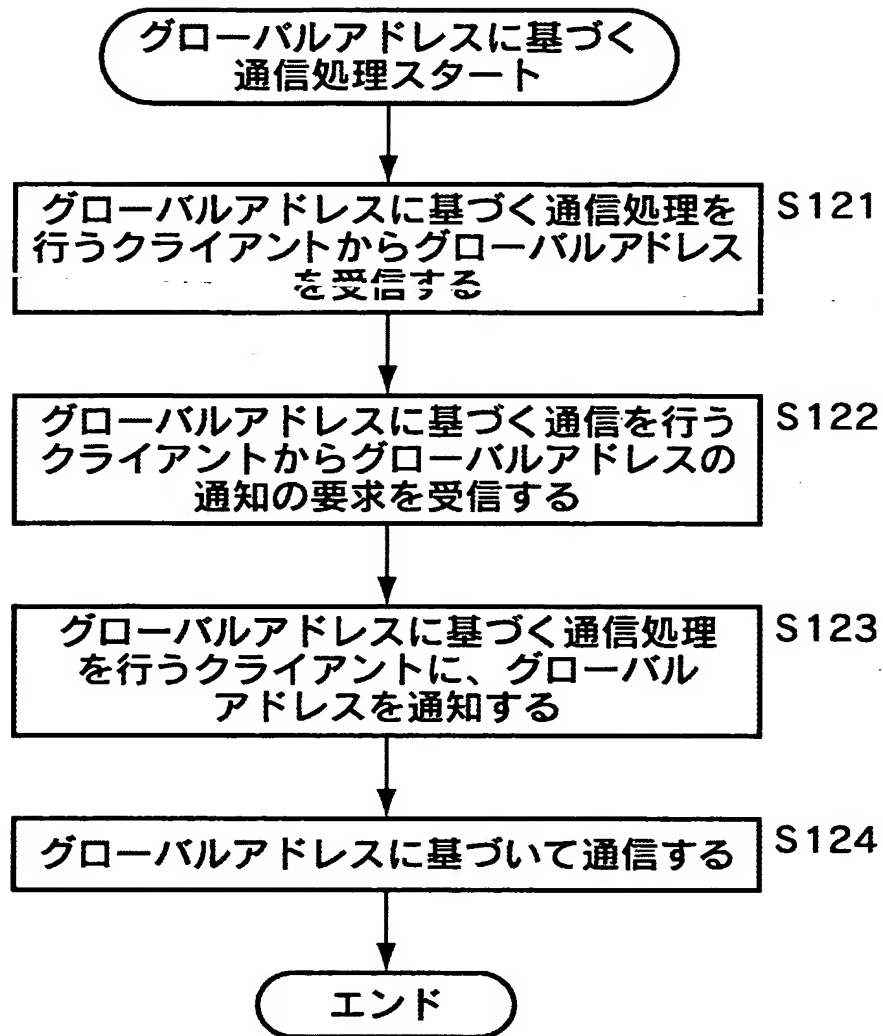 グローバルアドレスに基づく
通信処理スタート
グローバルアドレスに基づく通信処理を
行うクライアントからグローバルアドレス
を受信する
S121
グローバルアドレスに基づく通信を行う
クライアントからグローバルアドレスの
通知の要求を受信する
S122
グローバルアドレスに基づく通信処理
を行うクライアントに、グローバル
アドレスを通知する
S123
グローバルアドレスに基づいて通信する
S124
エンド